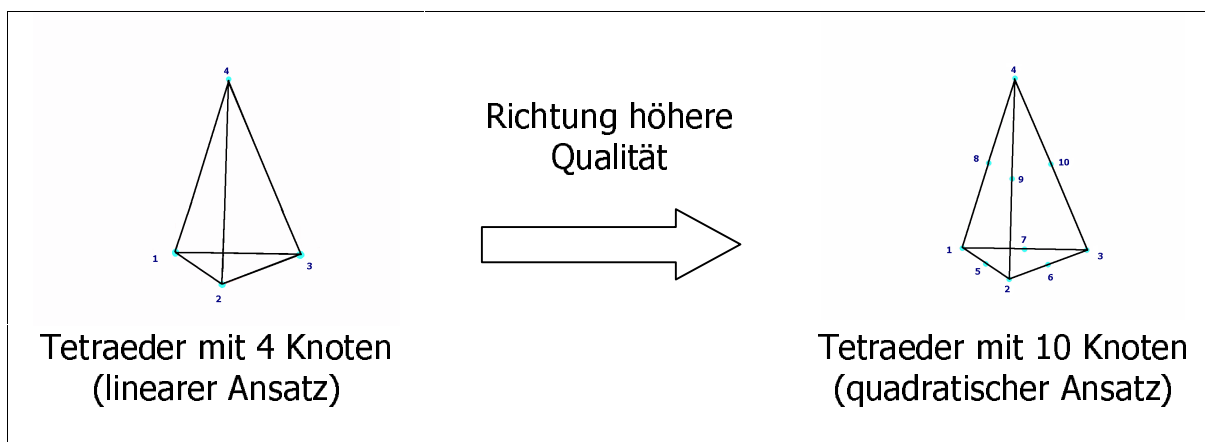 4
1
2
3
Tetraeder mit 4 Knoten
(linearer Ansatz)
Richtung höhere
Qualität
4
8
10
9
1
7
3
5
6
2
Tetraeder mit 10 Knoten
(quadratischer Ansatz)